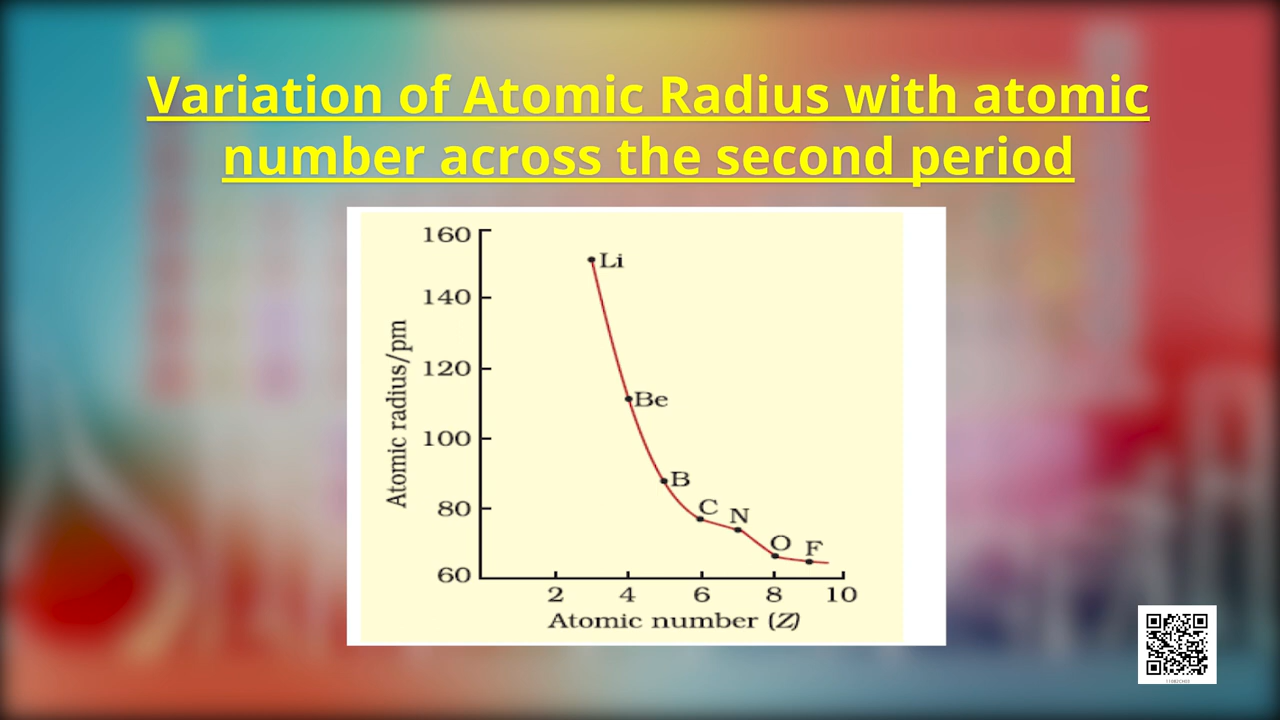 Variation of Atomic Radius with atomic
number across the second period
160
140
120
100
80
60
Atomic radius/pm
Li
Be
B
C
N
O
F
2 4 6 8 10
Atomic number (Z)